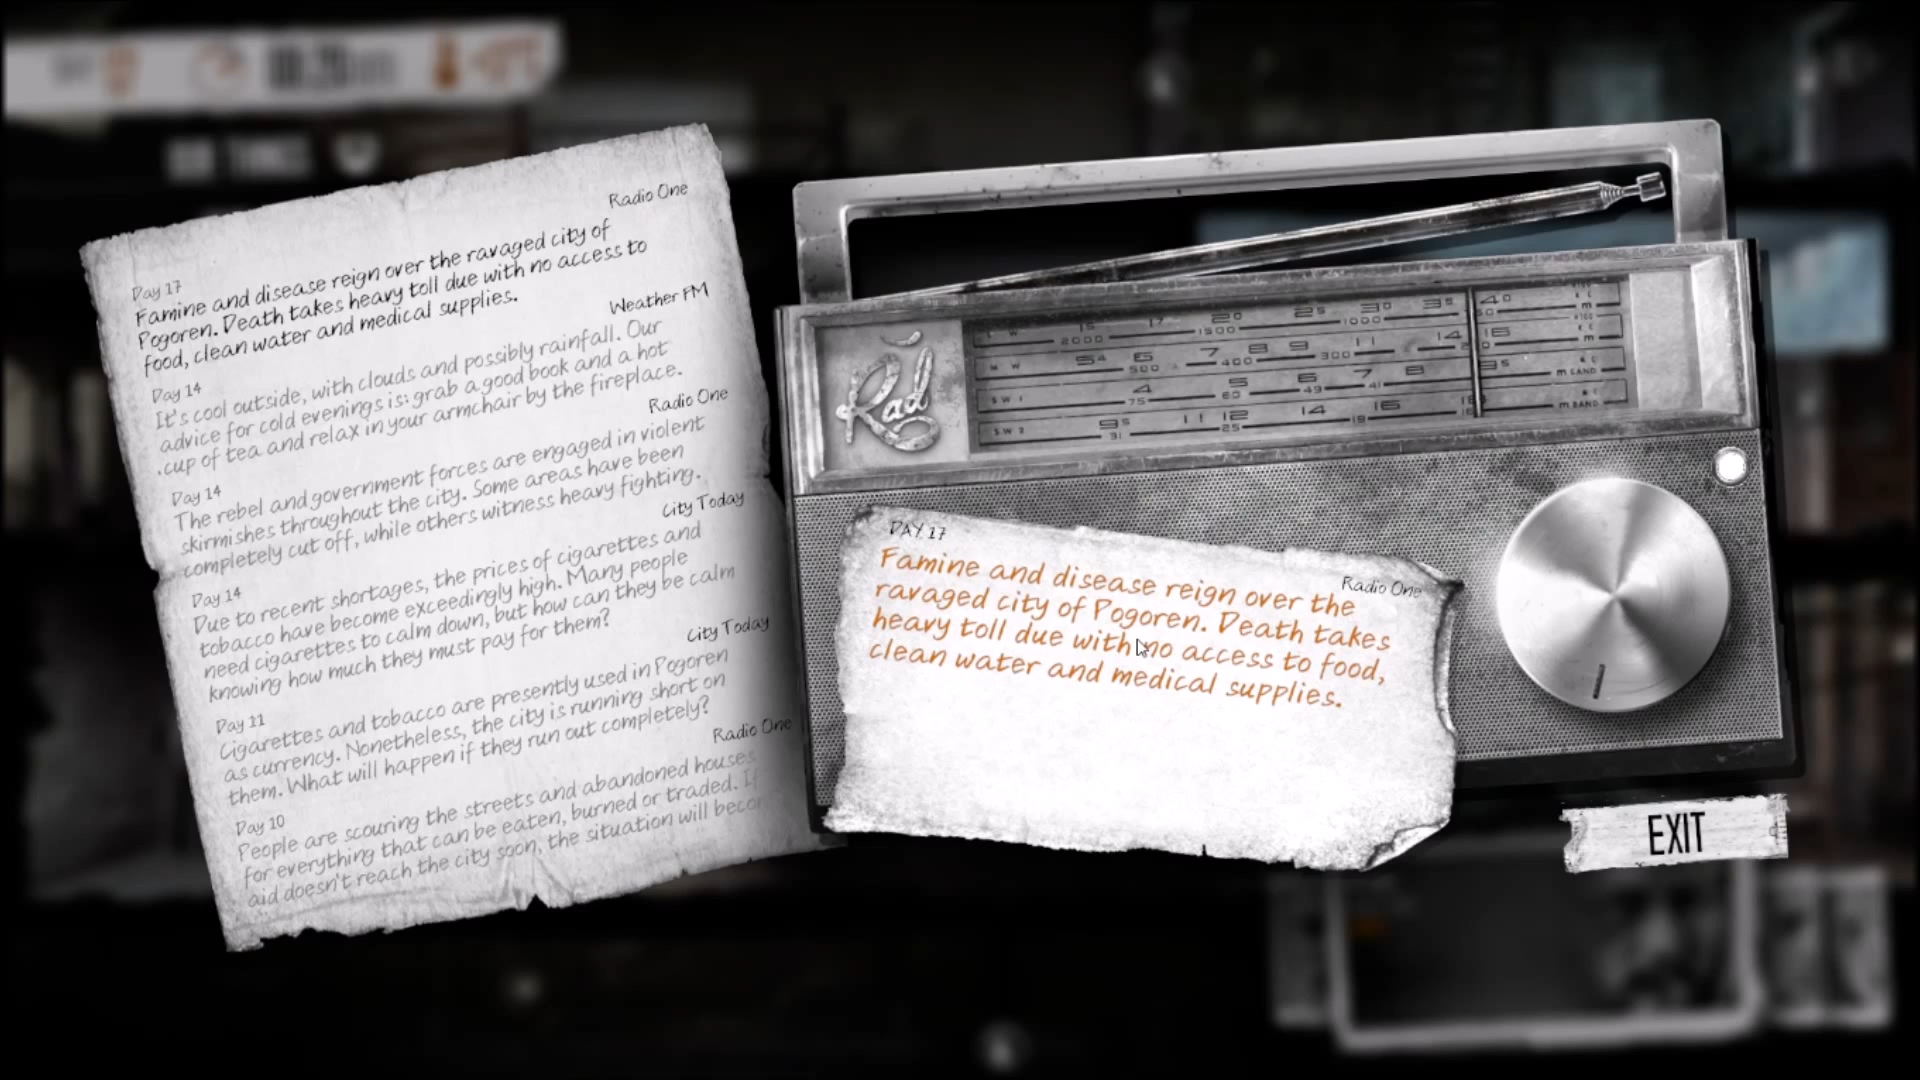 Radio One
Day 17
Famine and disease reign over the ravaged city of
Pogoren. Death takes heavy toll due with no access to
food, clean water and medical supplies.
Weather FM
Day 14
It's cool outside, with clouds and possibly rainfall. Our
advice for cold evenings is: grab a good book and a hot
cup of tea and relax in your armchair by the fireplace.
Radio One
Day 14
The rebel and government forces are engaged in violent
skirmishes throughout the city. Some areas have been
completely cut off, while others witness heavy fighting.
City Today
Day 14
Due to recent shortages, the prices of cigarettes and
tobacco have become exceedingly high. Many people
need cigarettes to calm down, but how can they be calm
knowing how much they must pay for them?
City Today
Day 11
Cigarettes and tobacco are presently used in Pogoren
as currency. Nonetheless, the city is running short on
them. What will happen if they run out completely?
Radio One
Day 10
People are scouring the streets and abandoned houses
for everything that can be eaten, burned or traded. If
aid doesn't reach the city soon, the situation will becom
Rad
DAY 17
Radio One
Famine and disease reign over the
ravaged city of Pogoren. Death takes
heavy toll due with no access to food,
clean water and medical supplies.
EXIT